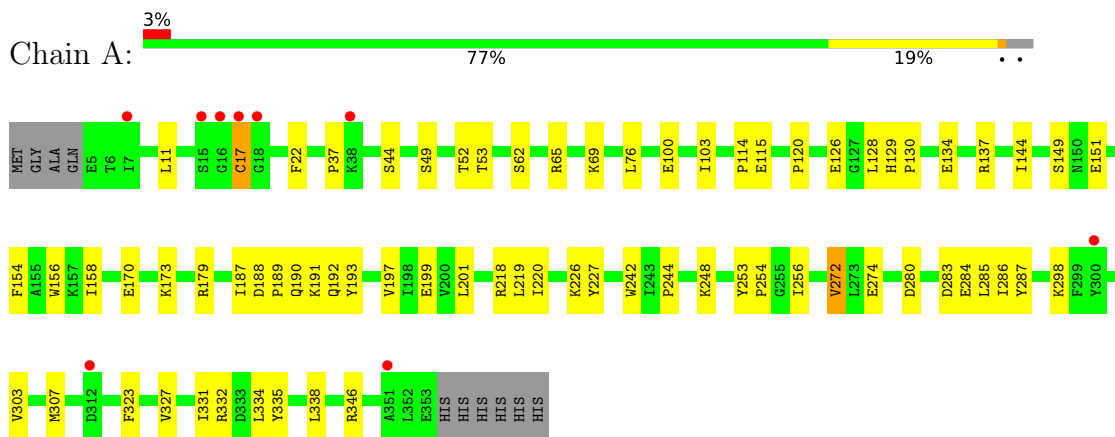 3%
Chain A:
77% 19% • •
MET GLY ALA GLN E5 T6 I7 L11 S15 G16 C17 G18 F22 P37 K38 S44 S49 T52 T53 S62 R65 K69 L76 E100 I103 P114 E115 P120 E126 G127 L128 H129 P130 E134 R137 I144 S149 N150 E151
F154 A155 W156 K157 I158 E170 K173 R179 I187 D188 P189 Q190 K191 Q192 Y193 V197 I198 E199 V200 L201 R218 L219 I220 K226 Y227 W242 I243 P244 K248 Y253 P254 G255 I256 V272 L273 E274 D280 D283 E284 L285 I286 Y287 K298 F299 Y300
V303 M307 D312 F323 V327 I331 R332 D333 L334 Y335 L338 R346 A351 L352 E353 HIS HIS HIS HIS HIS HIS